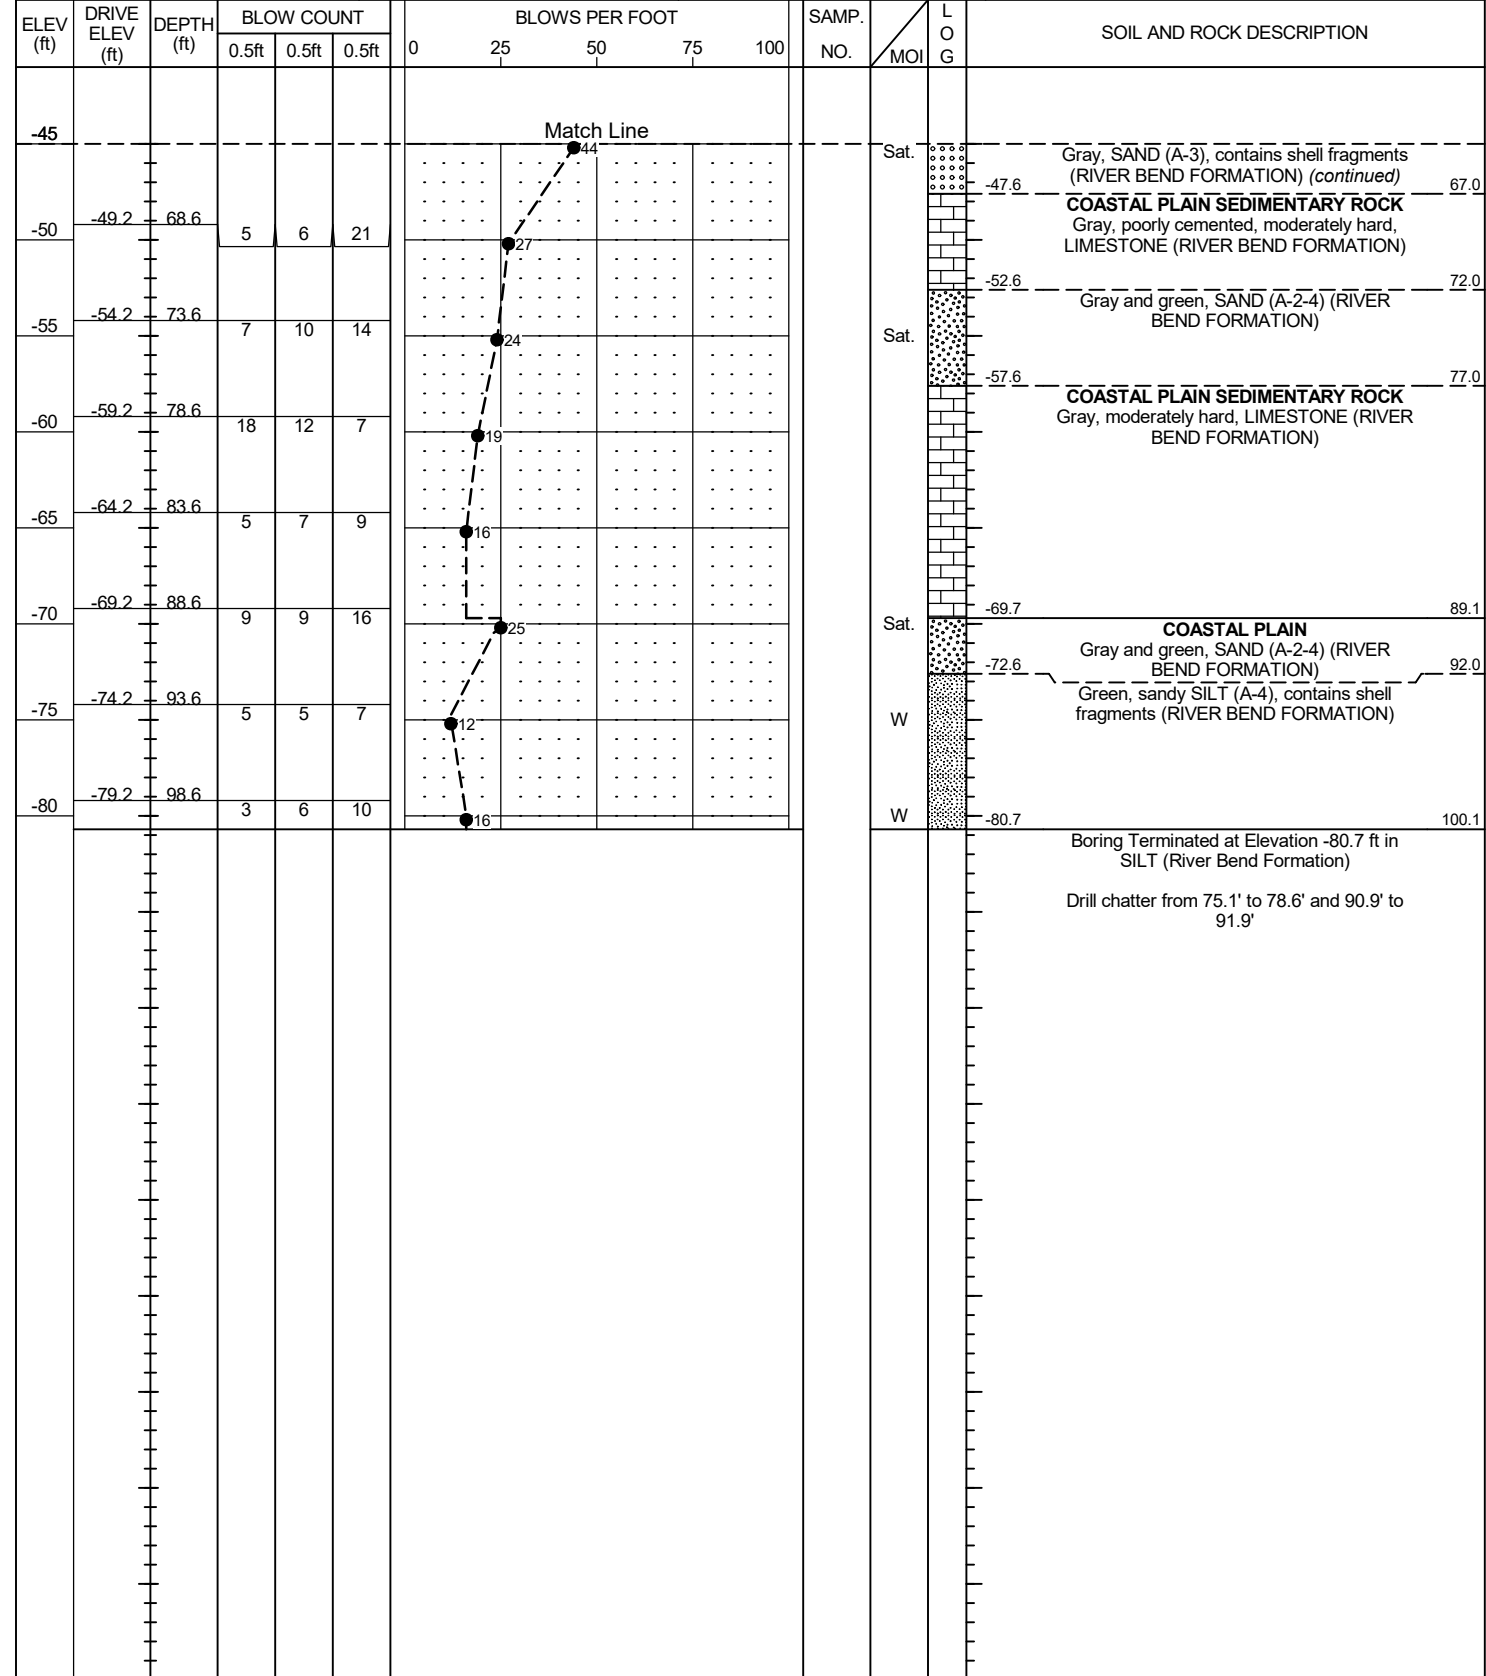 ELEV (ft) DRIVE ELEV (ft) DEPTH (ft) BLOW COUNT BLOWS PER FOOT SAMP. NO. MOI LOG SOIL AND ROCK DESCRIPTION
0.5ft 0.5ft 0.5ft 0 25 50 75 100
-45 Match Line
44
Sat. Gray, SAND (A-3), contains shell fragments
(RIVER BEND FORMATION) (continued)
-47.6 67.0
COASTAL PLAIN SEDIMENTARY ROCK
-49.2 68.6 Gray, poorly cemented, moderately hard,
-50 5 6 21 27 LIMESTONE (RIVER BEND FORMATION)
-52.6 72.0
Gray and green, SAND (A-2-4) (RIVER
-54.2 73.6 BEND FORMATION)
-55 7 10 14 24 Sat.
-57.6 77.0
COASTAL PLAIN SEDIMENTARY ROCK
-59.2 78.6 Gray, moderately hard, LIMESTONE (RIVER
-60 18 12 7 19 BEND FORMATION)
-64.2 83.6
-65 5 7 9 16
-69.2 88.6 -69.7 89.1
-70 9 9 16 25 Sat. COASTAL PLAIN
Gray and green, SAND (A-2-4) (RIVER
-72.6 BEND FORMATION) 92.0
-74.2 93.6 Green, sandy SILT (A-4), contains shell
-75 5 5 7 12 W fragments (RIVER BEND FORMATION)
-79.2 98.6
-80 3 6 10 16 W -80.7 100.1
Boring Terminated at Elevation -80.7 ft in
SILT (River Bend Formation)
Drill chatter from 75.1' to 78.6' and 90.9' to
91.9'